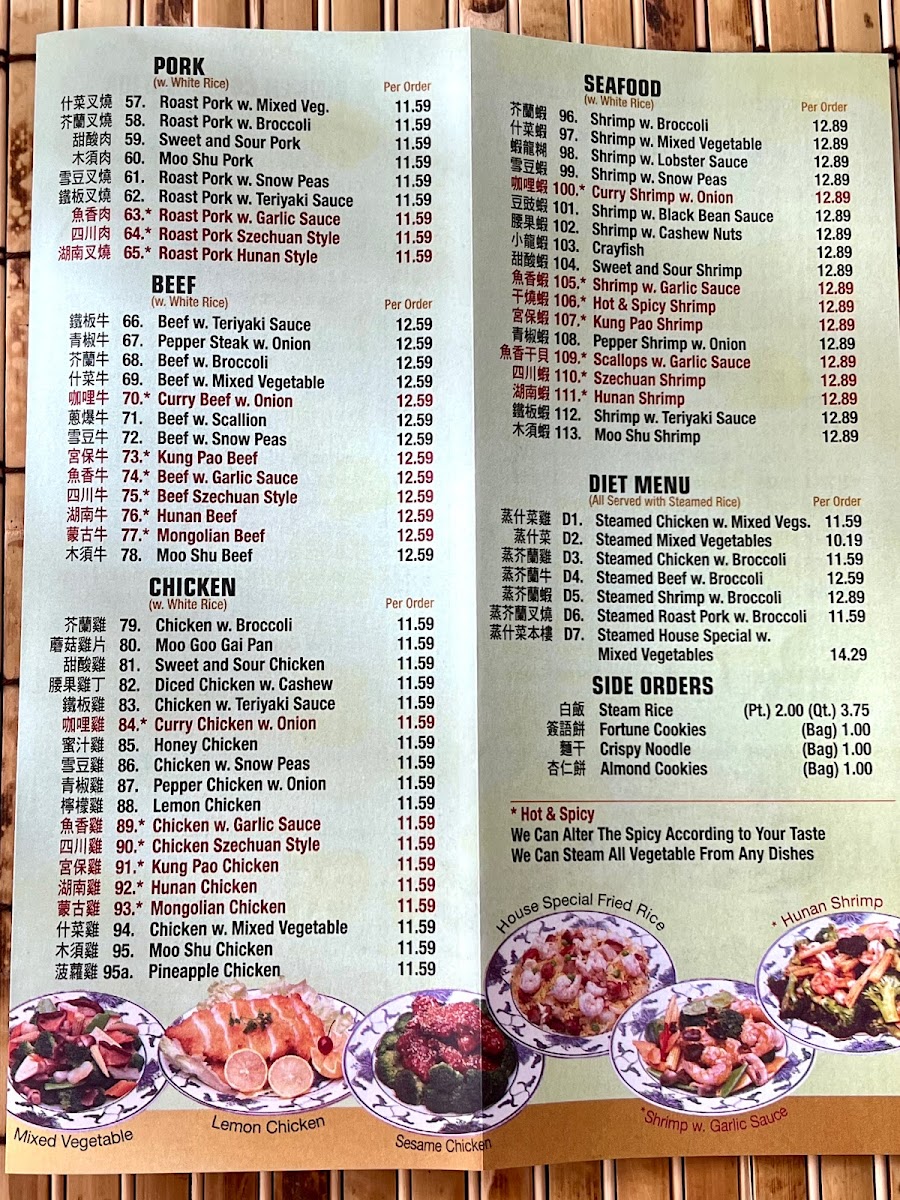 PORK
(w. White Rice)
Per Order
什菜叉燒 57. Roast Pork w. Mixed Veg. 11.59
芥蘭叉燒 58. Roast Pork w. Broccoli 11.59
甜酸肉 59. Sweet and Sour Pork 11.59
木須肉 60. Moo Shu Pork 11.59
雪豆叉燒 61. Roast Pork w. Snow Peas 11.59
鐵板叉燒 62. Roast Pork w. Teriyaki Sauce 11.59
魚香肉 63.* Roast Pork w. Garlic Sauce 11.59
四川肉 64.* Roast Pork Szechuan Style 11.59
湖南叉燒 65.* Roast Pork Hunan Style 11.59
BEEF
(w. White Rice)
Per Order
鐵板牛 66. Beef w. Teriyaki Sauce 12.59
青椒牛 67. Pepper Steak w. Onion 12.59
芥蘭牛 68. Beef w. Broccoli 12.59
什菜牛 69. Beef w. Mixed Vegetable 12.59
咖哩牛 70.* Curry Beef w. Onion 12.59
蔥爆牛 71. Beef w. Scallion 12.59
雪豆牛 72. Beef w. Snow Peas 12.59
宮保牛 73.* Kung Pao Beef 12.59
魚香牛 74.* Beef w. Garlic Sauce 12.59
四川牛 75.* Beef Szechuan Style 12.59
湖南牛 76.* Hunan Beef 12.59
蒙古牛 77.* Mongolian Beef 12.59
木須牛 78. Moo Shu Beef 12.59
CHICKEN
(w. White Rice)
Per Order
芥蘭雞 79. Chicken w. Broccoli 11.59
蘑菇雞片 80. Moo Goo Gai Pan 11.59
甜酸雞 81. Sweet and Sour Chicken 11.59
腰果雞丁 82. Diced Chicken w. Cashew 11.59
鐵板雞 83. Chicken w. Teriyaki Sauce 11.59
咖哩雞 84.* Curry Chicken w. Onion 11.59
蜜汁雞 85. Honey Chicken 11.59
雪豆雞 86. Chicken w. Snow Peas 11.59
青椒雞 87. Pepper Chicken w. Onion 11.59
檸檬雞 88. Lemon Chicken 11.59
魚香雞 89.* Chicken w. Garlic Sauce 11.59
四川雞 90.* Chicken Szechuan Style 11.59
宮保雞 91.* Kung Pao Chicken 11.59
湖南雞 92.* Hunan Chicken 11.59
蒙古雞 93.* Mongolian Chicken 11.59
什菜雞 94. Chicken w. Mixed Vegetable 11.59
木須雞 95. Moo Shu Chicken 11.59
菠蘿雞 95a. Pineapple Chicken 11.59
Mixed Vegetable
Lemon Chicken
Sesame Chicken
SEAFOOD
(w. White Rice)
Per Order
芥蘭蝦 96. Shrimp w. Broccoli 12.89
什菜蝦 97. Shrimp w. Mixed Vegetable 12.89
蝦龍糊 98. Shrimp w. Lobster Sauce 12.89
雪豆蝦 99. Shrimp w. Snow Peas 12.89
咖哩蝦 100.* Curry Shrimp w. Onion 12.89
豆豉蝦 101. Shrimp w. Black Bean Sauce 12.89
腰果蝦 102. Shrimp w. Cashew Nuts 12.89
小龍蝦 103. Crayfish 12.89
甜酸蝦 104. Sweet and Sour Shrimp 12.89
魚香蝦 105.* Shrimp w. Garlic Sauce 12.89
干燒蝦 106.* Hot & Spicy Shrimp 12.89
宮保蝦 107.* Kung Pao Shrimp 12.89
青椒蝦 108. Pepper Shrimp w. Onion 12.89
魚香干貝 109.* Scallops w. Garlic Sauce 12.89
四川蝦 110.* Szechuan Shrimp 12.89
湖南蝦 111.* Hunan Shrimp 12.89
鐵板蝦 112. Shrimp w. Teriyaki Sauce 12.89
木須蝦 113. Moo Shu Shrimp 12.89
DIET MENU
(All Served with Steamed Rice)
Per Order
蒸什菜雞 D1. Steamed Chicken w. Mixed Vegs. 11.59
蒸什菜 D2. Steamed Mixed Vegetables 10.19
蒸芥蘭雞 D3. Steamed Chicken w. Broccoli 11.59
蒸芥蘭牛 D4. Steamed Beef w. Broccoli 12.59
蒸芥蘭蝦 D5. Steamed Shrimp w. Broccoli 12.89
蒸芥蘭叉燒 D6. Steamed Roast Pork w. Broccoli 11.59
蒸什菜本樓 D7. Steamed House Special w.
Mixed Vegetables 14.29
SIDE ORDERS
白飯 Steam Rice (Pt.) 2.00 (Qt.) 3.75
簽語餅 Fortune Cookies (Bag) 1.00
麵干 Crispy Noodle (Bag) 1.00
杏仁餅 Almond Cookies (Bag) 1.00
* Hot & Spicy
We Can Alter The Spicy According to Your Taste
We Can Steam All Vegetable From Any Dishes
House Special Fried Rice
* Hunan Shrimp
*Shrimp w. Garlic Sauce